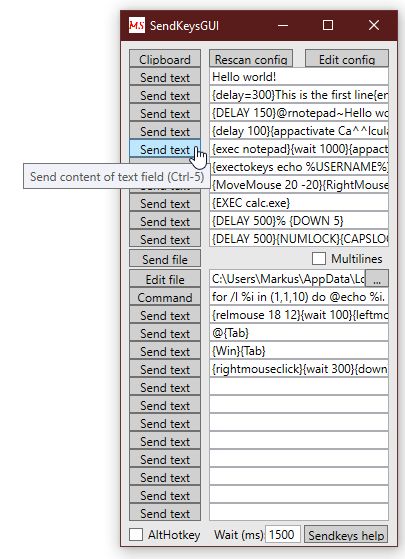 MS SendKeysGUI
Clipboard Rescan config Edit config
Send text Hello world!
Send text {delay=300}This is the first line{en
Send text {DELAY 150}@rnotepad~Hello wo
Send text {delay 100}{appactivate Ca^^lcula
Send text {exec notepad}{wait 1000}{appact
{exectokeys echo %USERNAME%}
Send content of text field (Ctrl-5)
{MoveMouse 20 -20}{RightMouse
Send text {EXEC calc.exe}
Send text {DELAY 500}% {DOWN 5}
Send text {DELAY 500}{NUMLOCK}{CAPSLOC
Send file Multilines
Edit file C:\Users\Markus\AppData\Lo ...
Command for /l %i in (1,1,10) do @echo %i.
Send text {relmouse 18 12}{wait 100}{leftmo
Send text @{Tab}
Send text {Win}{Tab}
Send text {rightmouseclick}{wait 300}{down
Send text
Send text
Send text
Send text
Send text
Send text
Send text
Send text
AltHotkey Wait (ms): 1500 Sendkeys help